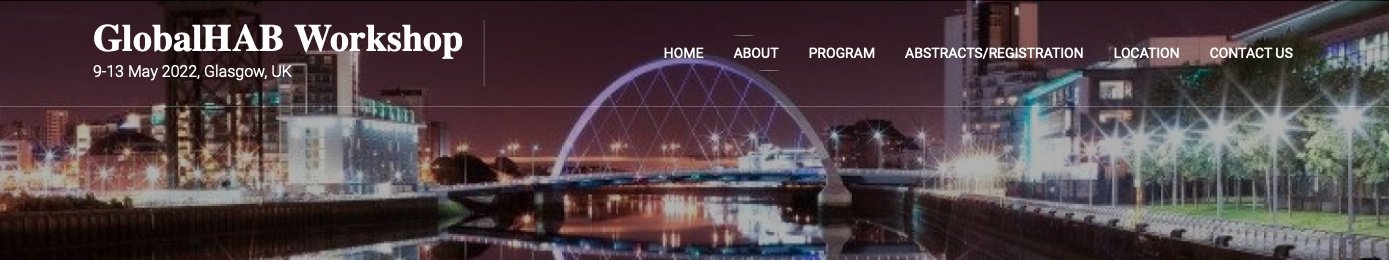 GlobalHAB Workshop
9-13 May 2022, Glasgow, UK
HOME ABOUT PROGRAM ABSTRACTS/REGISTRATION LOCATION CONTACT US